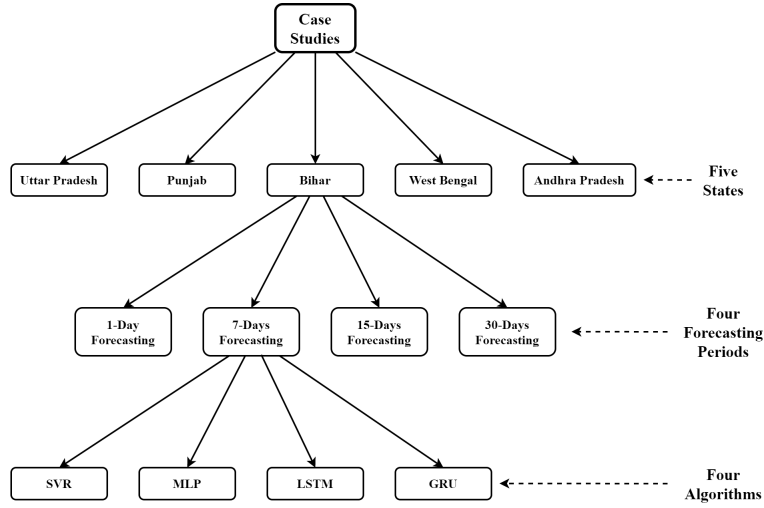 Case
Studies
Uttar Pradesh
Punjab
Bihar
West Bengal
Andhra Pradesh
Five
States
1-Day
Forecasting
7-Days
Forecasting
15-Days
Forecasting
30-Days
Forecasting
Four
Forecasting
Periods
SVR
MLP
LSTM
GRU
Four
Algorithms